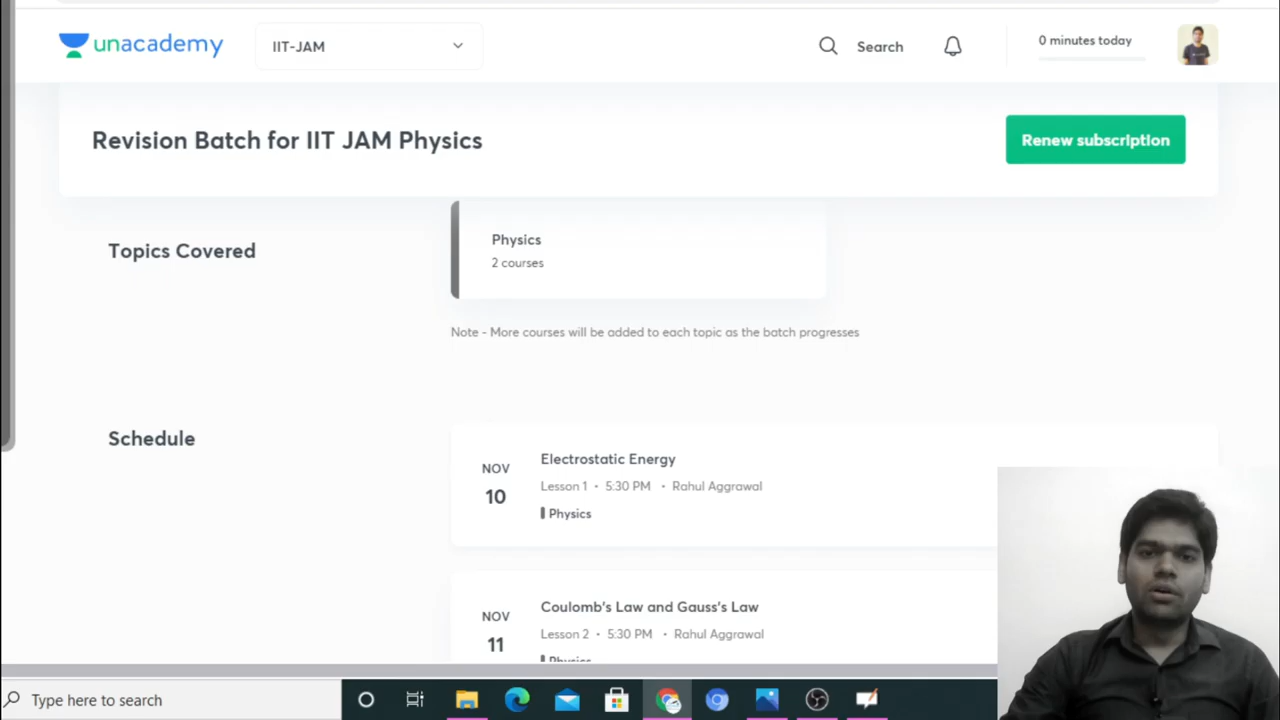 unacademy
IIT-JAM
Search
0 minutes today
Revision Batch for IIT JAM Physics
Renew subscription
Topics Covered
Physics
2 courses
Note - More courses will be added to each topic as the batch progresses
Schedule
NOV
10
Electrostatic Energy
Lesson 1 • 5:30 PM • Rahul Aggrawal
Physics
NOV
11
Coulomb's Law and Gauss's Law
Lesson 2 • 5:30 PM • Rahul Aggrawal
Physics
Type here to search